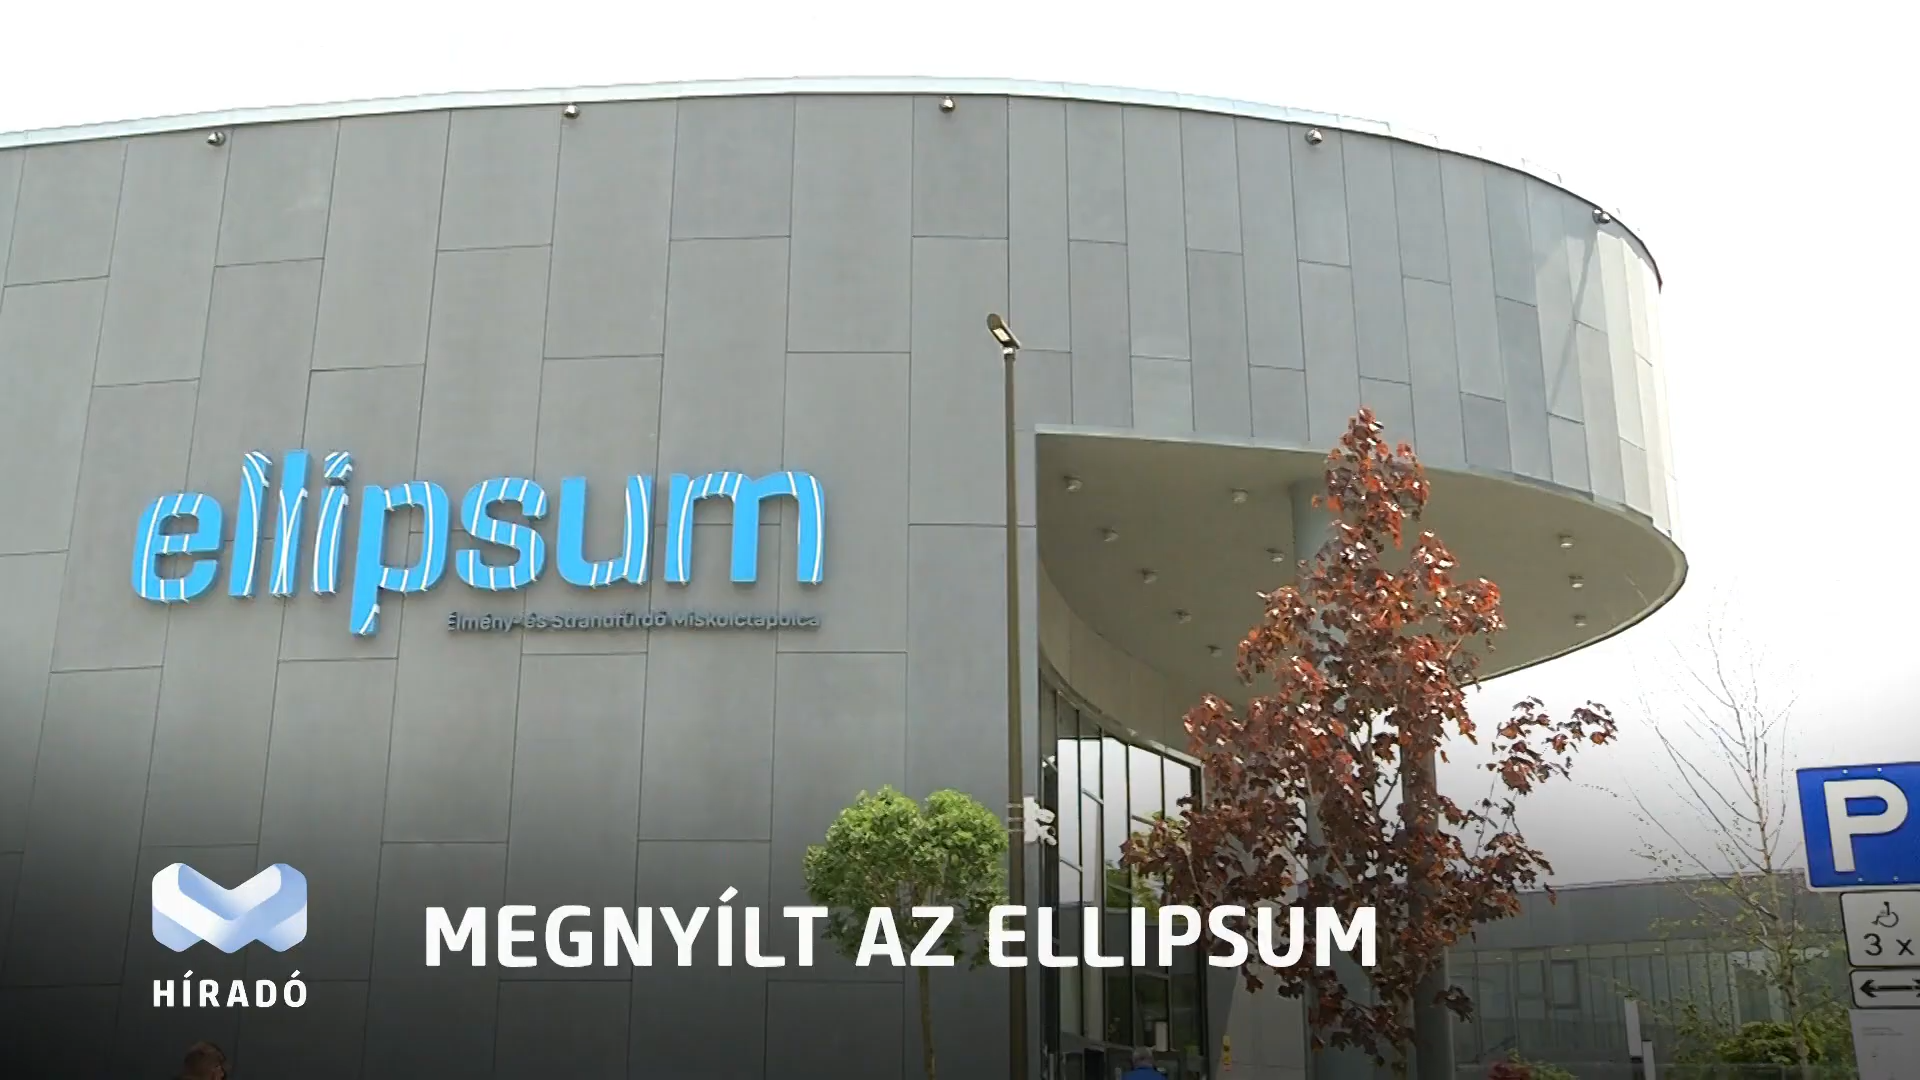 ellipsum
Élmény- és Strandfürdő Miskolctapolca
P
3 x
HÍRADÓ
MEGNYÍLT AZ ELLIPSUM